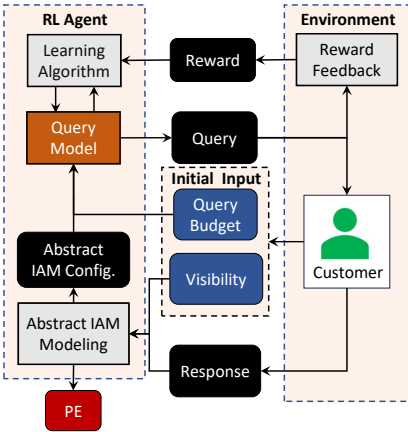 RL Agent
Environment
Learning
Algorithm
Reward
Reward
Feedback
Query
Model
Query
Initial Input
Query
Budget
Abstract
IAM Config.
Visibility
Customer
Abstract IAM
Modeling
Response
PE